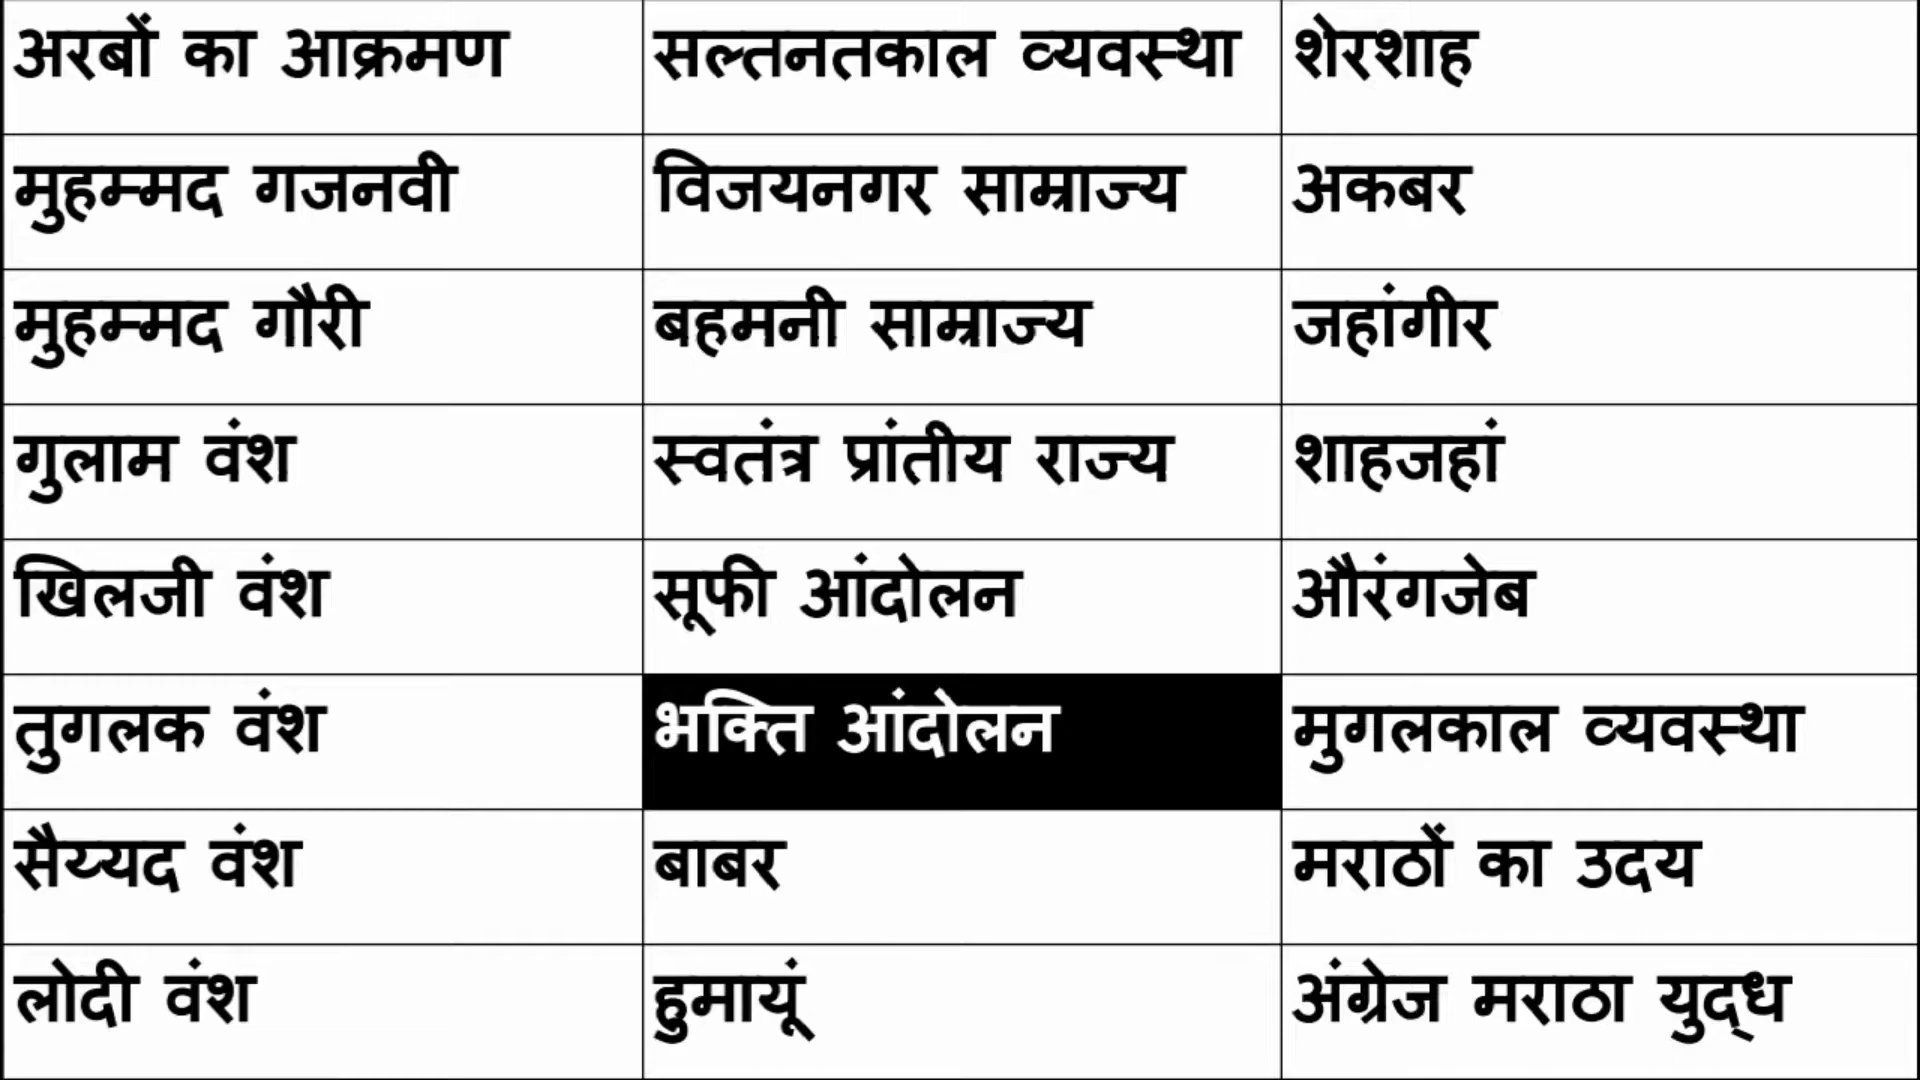 अरबों का आक्रमण	सल्तनतकाल व्यवस्था	शेरशाह
मुहम्मद गजनवी	विजयनगर साम्राज्य	अकबर
मुहम्मद गौरी	बहमनी साम्राज्य	जहांगीर
गुलाम वंश	स्वतंत्र प्रांतीय राज्य	शाहजहां
खिलजी वंश	सूफी आंदोलन	औरंगजेब
तुगलक वंश	भक्ति आंदोलन	मुगलकाल व्यवस्था
सैय्यद वंश	बाबर	मराठों का उदय
लोदी वंश	हुमायूं	अंग्रेज मराठा युद्ध